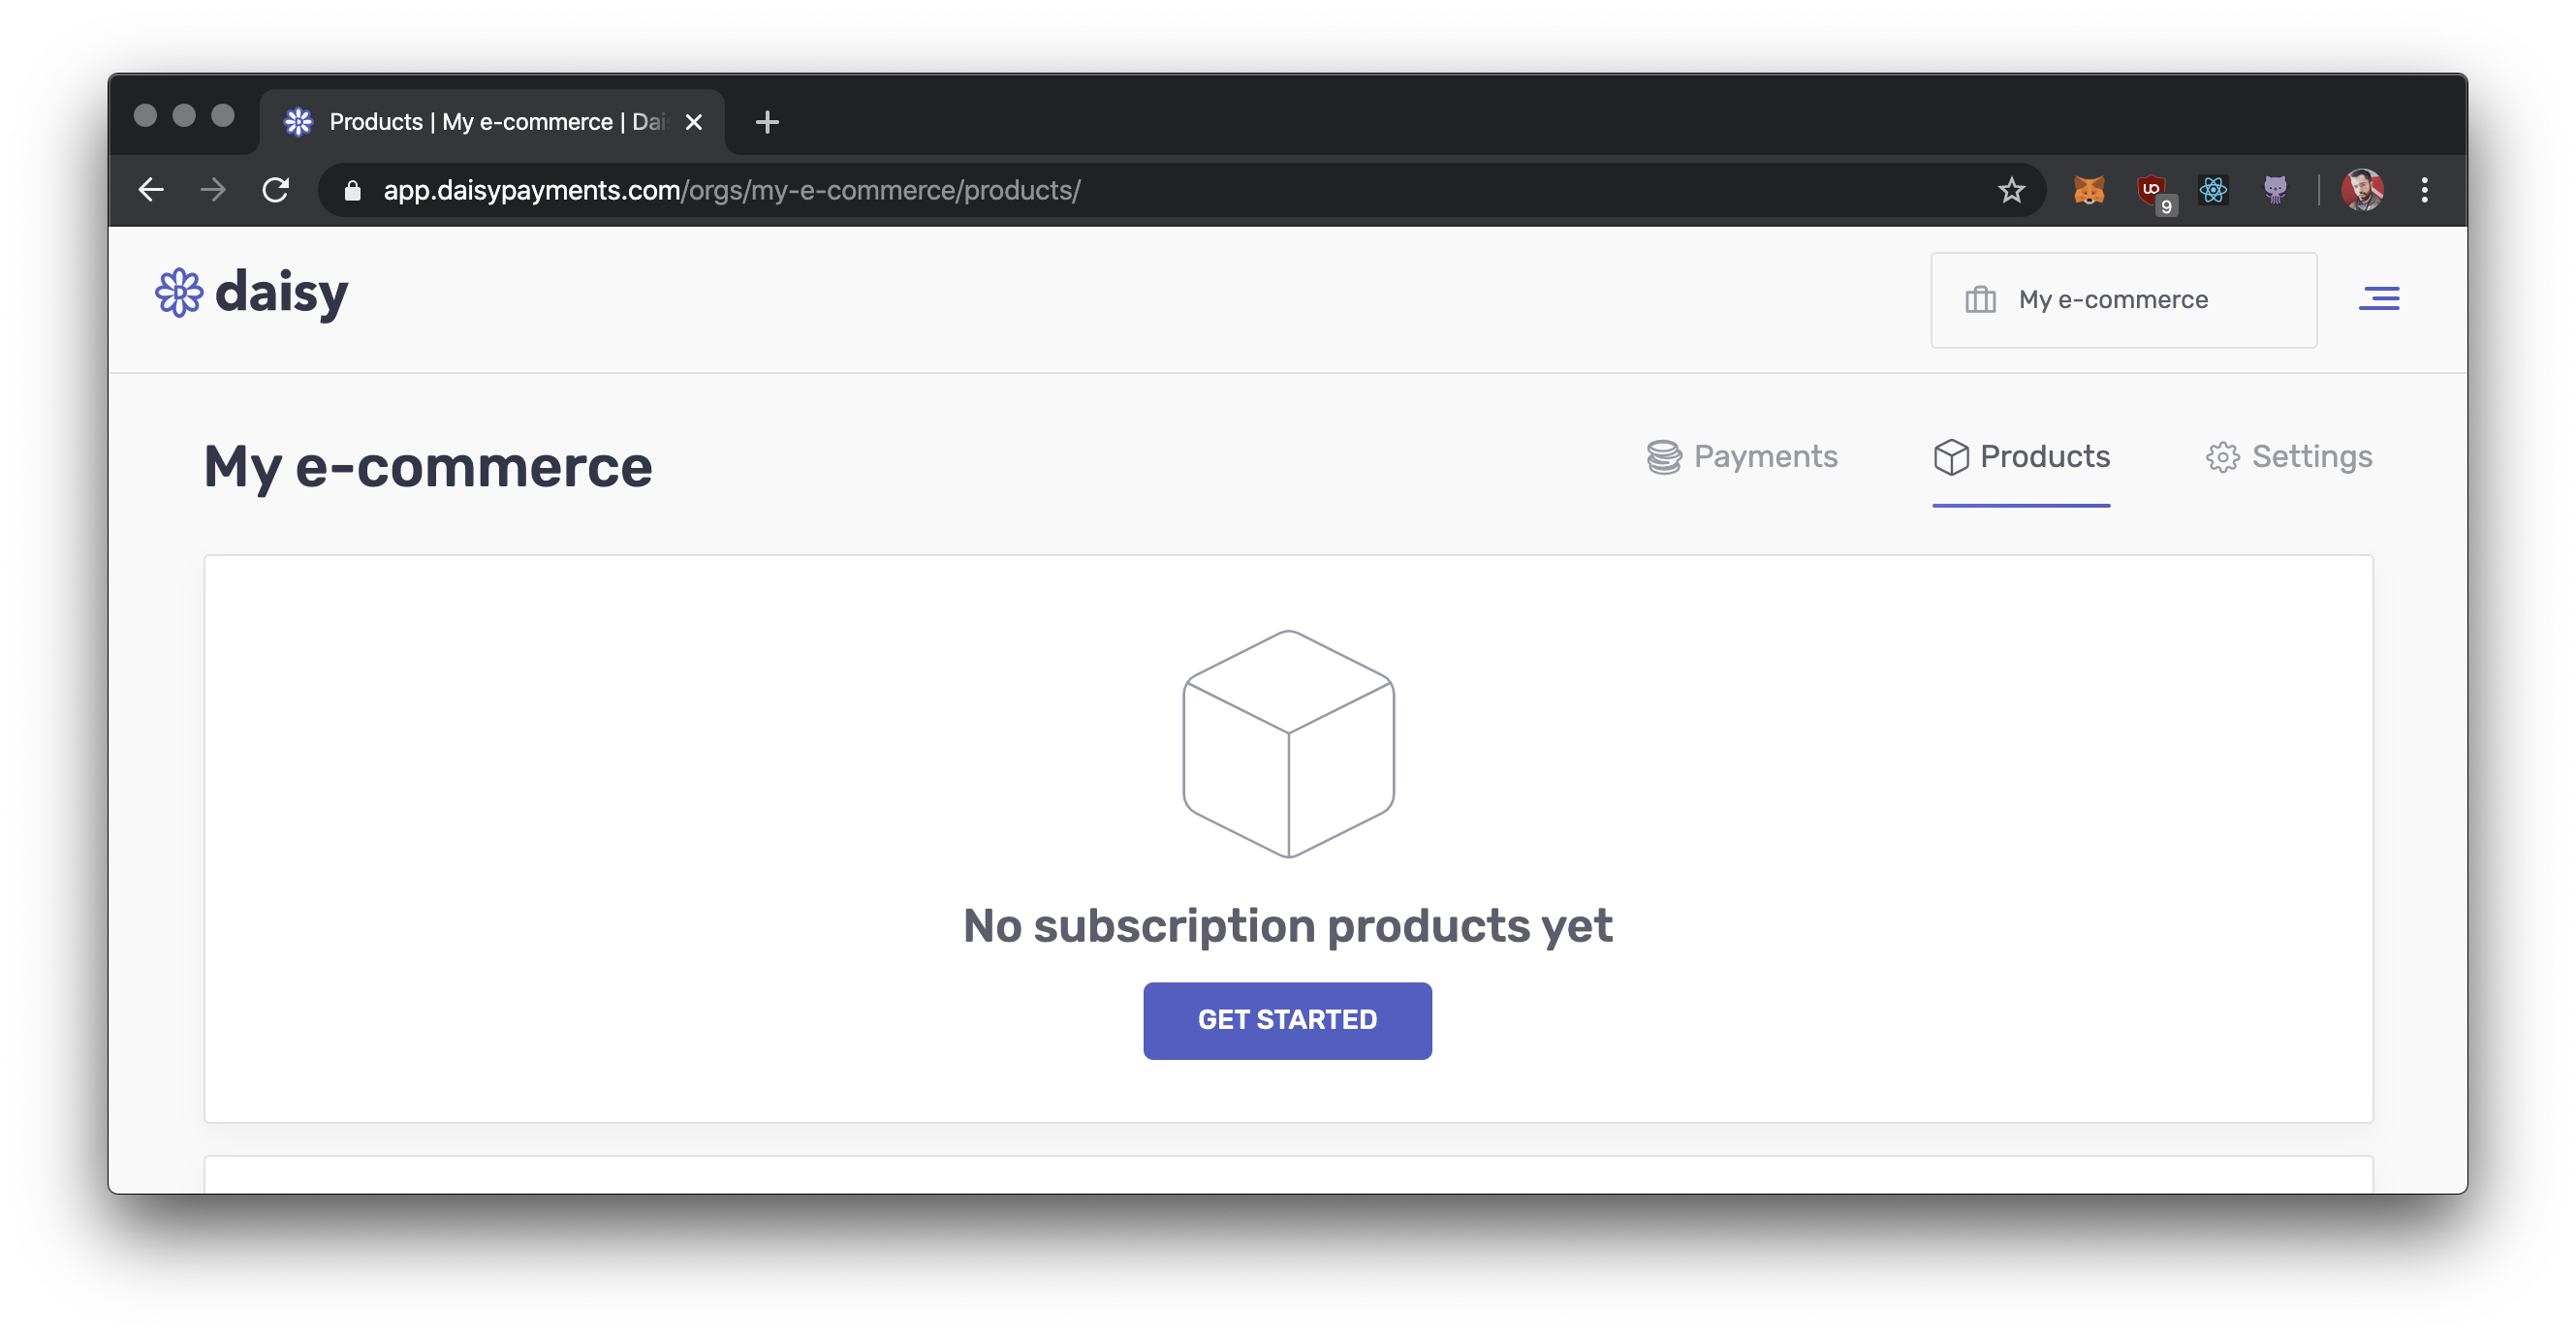 Products | My e-commerce | Dai
app.daisypayments.com/orgs/my-e-commerce/products/
9
daisy
My e-commerce
My e-commerce
Payments
Products
Settings
No subscription products yet
GET STARTED